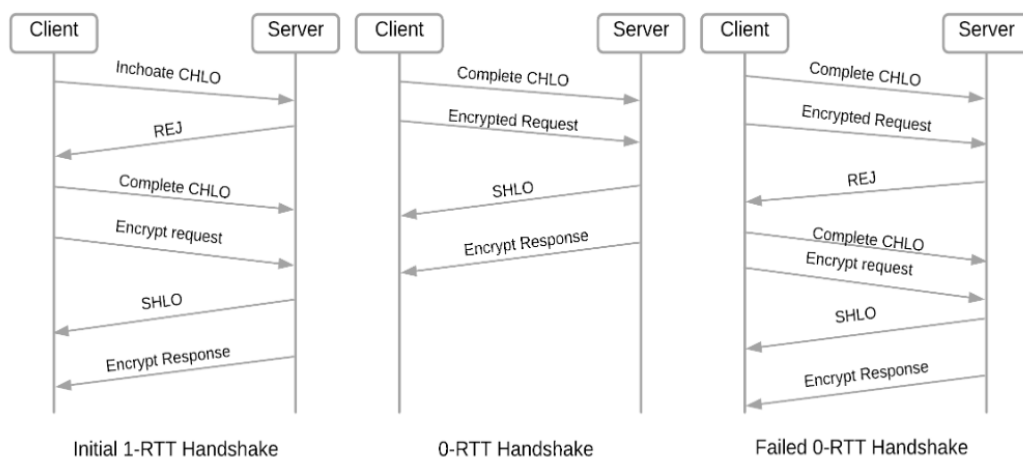 Client
Server
Inchoate CHLO
REJ
Complete CHLO
Encrypt request
SHLO
Encrypt Response
Initial 1-RTT Handshake
Client
Server
Complete CHLO
Encrypted Request
SHLO
Encrypt Response
0-RTT Handshake
Client
Server
Complete CHLO
Encrypted Request
REJ
Complete CHLO
Encrypt request
SHLO
Encrypt Response
Failed 0-RTT Handshake